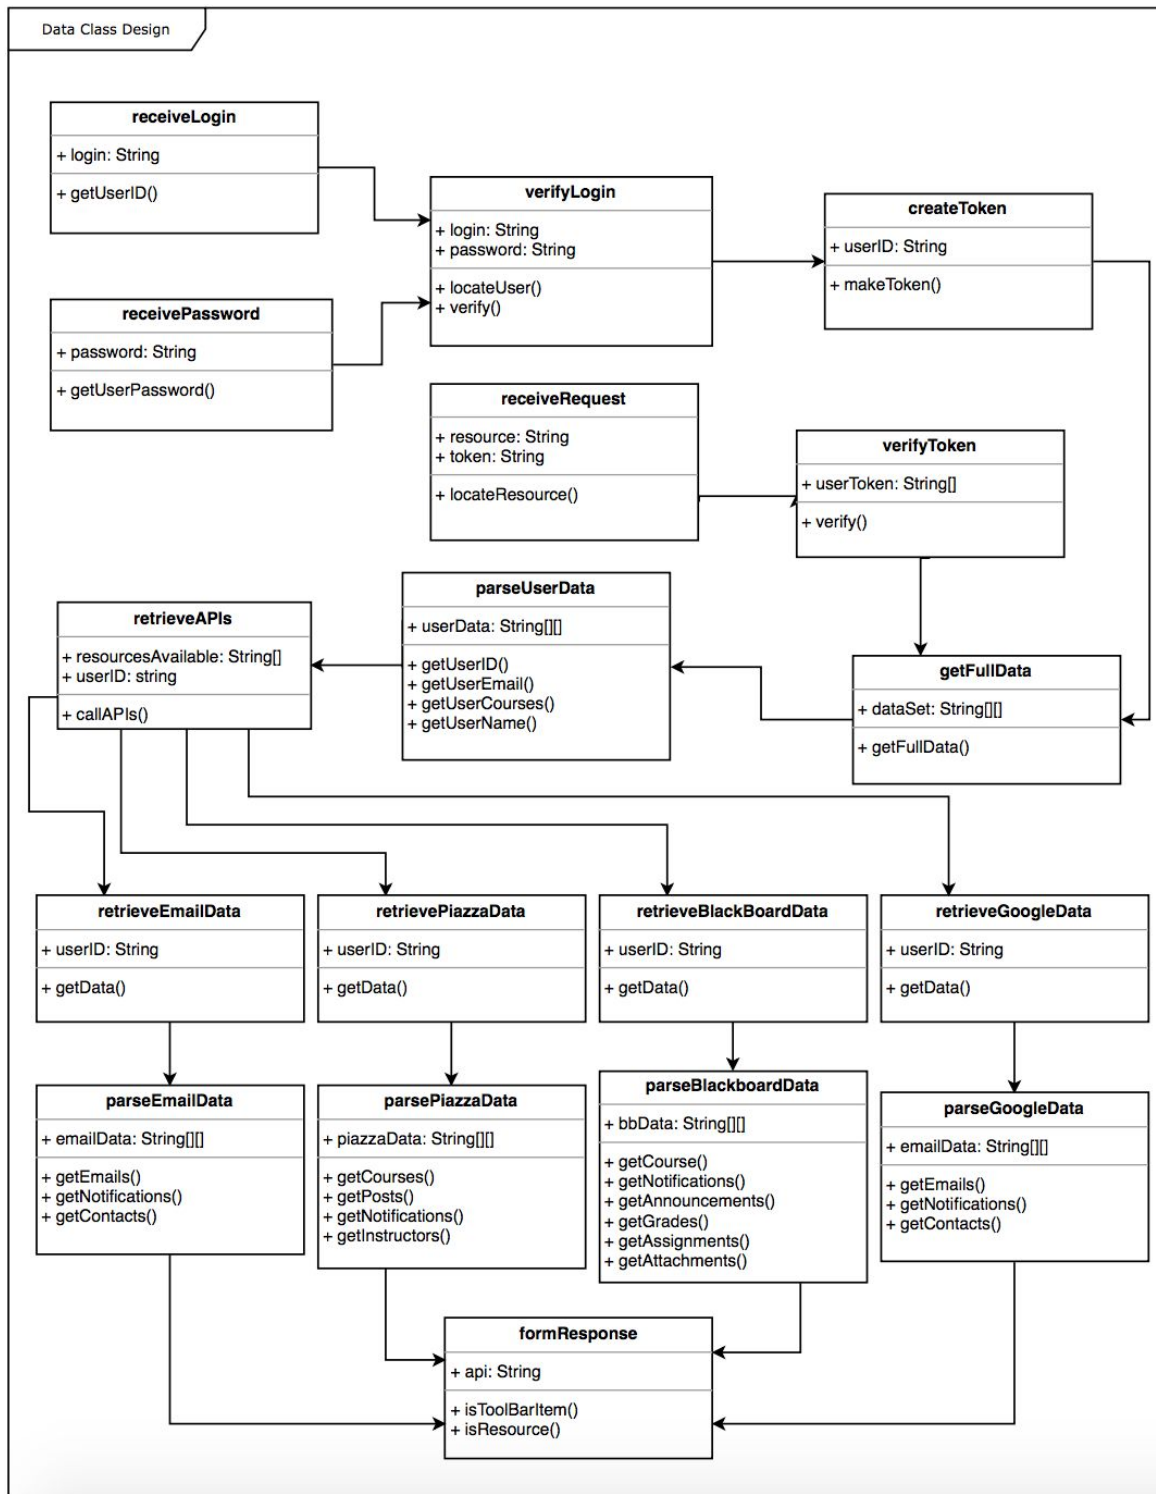 Data Class Design
receiveLogin
+ login: String
+ getUserID()
verifyLogin
+ login: String
+ password: String
+ locateUser()
+ verify()
createToken
+ userID: String
+ makeToken()
receivePassword
+ password: String
+ getUserPassword()
receiveRequest
+ resource: String
+ token: String
+ locateResource()
verifyToken
+ userToken: String[]
+ verify()
parseUserData
+ userData: String[][]
+ getUserID()
+ getUserEmail()
+ getUserCourses()
+ getUserName()
retrieveAPIs
+ resourcesAvailable: String[]
+ userID: string
+ callAPIs()
getFullData
+ dataSet: String[][]
+ getFullData()
retrieveEmailData
+ userID: String
+ getData()
retrievePiazzaData
+ userID: String
+ getData()
retrieveBlackBoardData
+ userID: String
+ getData()
retrieveGoogleData
+ userID: String
+ getData()
parseEmailData
+ emailData: String[][]
+ getEmails()
+ getNotifications()
+ getContacts()
parsePiazzaData
+ piazzaData: String[][]
+ getCourses()
+ getPosts()
+ getNotifications()
+ getInstructors()
parseBlackboardData
+ bbData: String[][]
+ getCourse()
+ getNotifications()
+ getAnnouncements()
+ getGrades()
+ getAssignments()
+ getAttachments()
parseGoogleData
+ emailData: String[][]
+ getEmails()
+ getNotifications()
+ getContacts()
formResponse
+ api: String
+ isToolBarItem()
+ isResource()